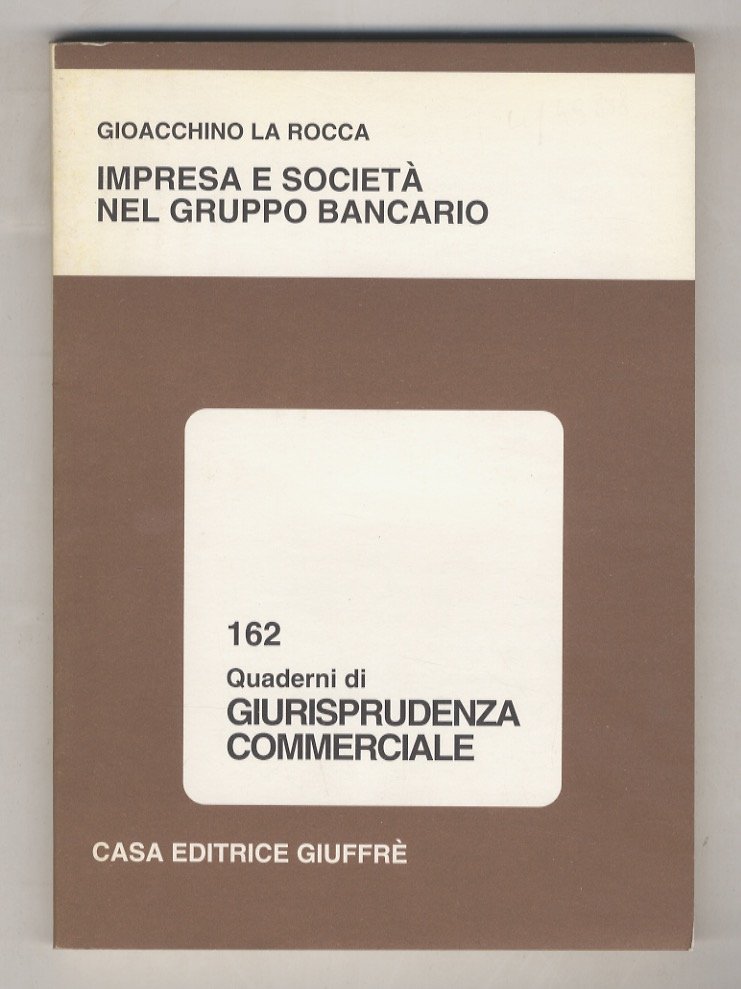 GIOACCHINO LA ROCCA
IMPRESA E SOCIETÀ
NEL GRUPPO BANCARIO
162
Quaderni di
GIURISPRUDENZA
COMMERCIALE
CASA EDITRICE GIUFFRÈ